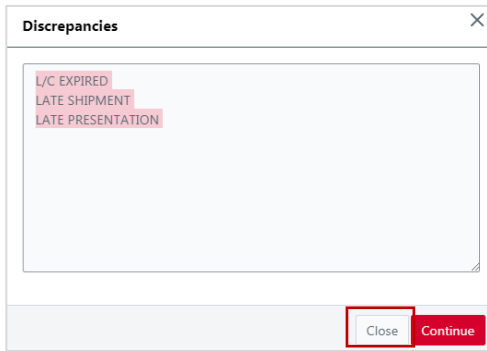 Discrepancies
L/C EXPIRED
LATE SHIPMENT
LATE PRESENTATION
Close Continue